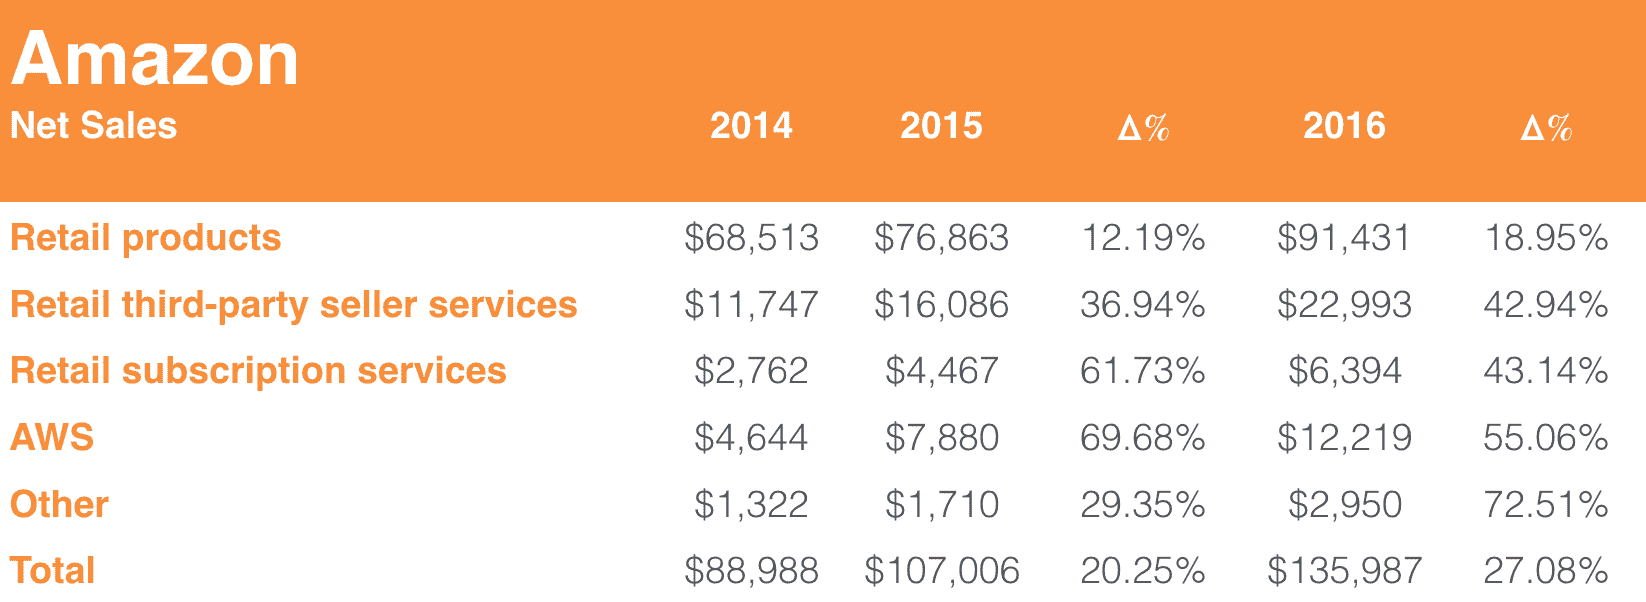 Amazon
Net Sales 2014 2015 Δ% 2016 Δ%
Retail products $68,513 $76,863 12.19% $91,431 18.95%
Retail third-party seller services $11,747 $16,086 36.94% $22,993 42.94%
Retail subscription services $2,762 $4,467 61.73% $6,394 43.14%
AWS $4,644 $7,880 69.68% $12,219 55.06%
Other $1,322 $1,710 29.35% $2,950 72.51%
Total $88,988 $107,006 20.25% $135,987 27.08%